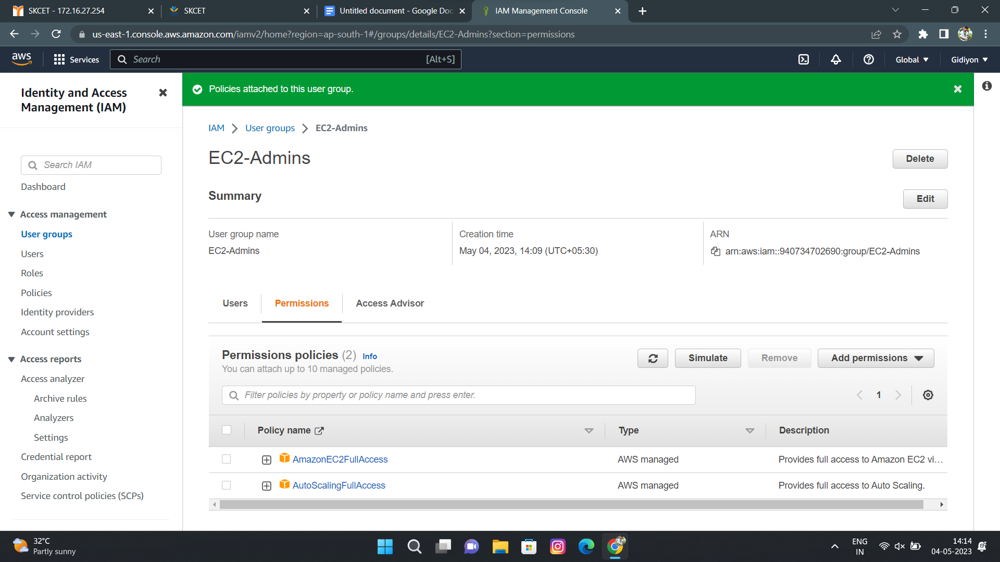 SKCET - 172.16.27.254
SKCET
Untitled document - Google Doc
IAM Management Console
us-east-1.console.aws.amazon.com/iamv2/home?region=ap-south-1#/groups/details/EC2-Admins?section=permissions
aws
Services
Search
[Alt+S]
Global
Gidiyon
Identity and Access
Management (IAM)
Search IAM
Dashboard
Access management
User groups
Users
Roles
Policies
Identity providers
Account settings
Access reports
Access analyzer
Archive rules
Analyzers
Settings
Credential report
Organization activity
Service control policies (SCPs)
Policies attached to this user group.
IAM
User groups
EC2-Admins
EC2-Admins
Delete
Summary
Edit
User group name
EC2-Admins
Creation time
May 04, 2023, 14:09 (UTC+05:30)
ARN
arn:aws:iam::940734702690:group/EC2-Admins
Users
Permissions
Access Advisor
Permissions policies (2) Info
You can attach up to 10 managed policies.
Simulate
Remove
Add permissions
Filter policies by property or policy name and press enter.
1
Policy name
Type
Description
AmazonEC2FullAccess
AWS managed
Provides full access to Amazon EC2 vi...
AutoScalingFullAccess
AWS managed
Provides full access to Auto Scaling.
32°C
Partly sunny
ENG
IN
14:14
04-05-2023